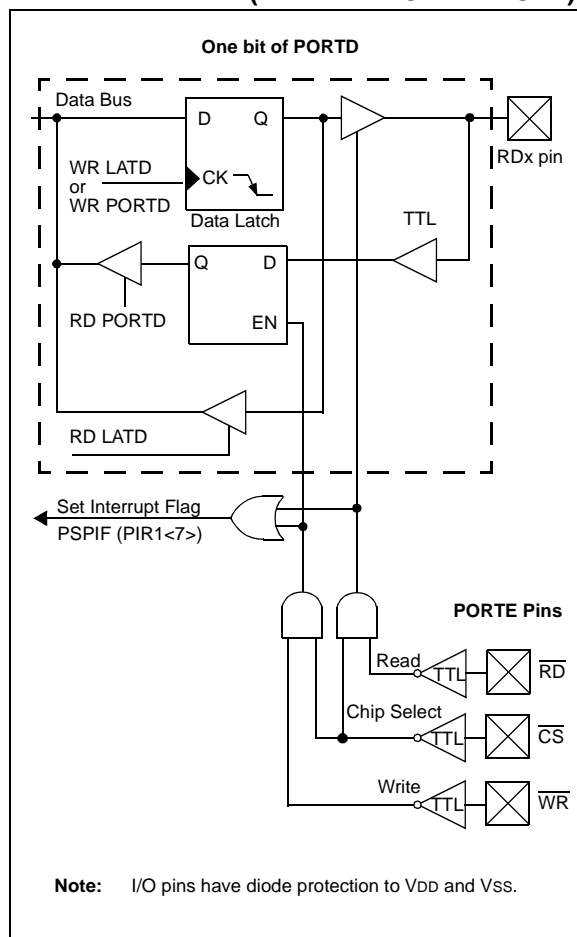 One bit of PORTD
Data Bus
D Q
RDx pin
WR LATD
or
WR PORTD
CK
Data Latch
TTL
Q D
RD PORTD
EN
RD LATD
Set Interrupt Flag
PSPIF (PIR1<7>)
PORTE Pins
Read
TTL
RD
Chip Select
TTL
CS
Write
TTL
WR
Note: I/O pins have diode protection to VDD and VSS.